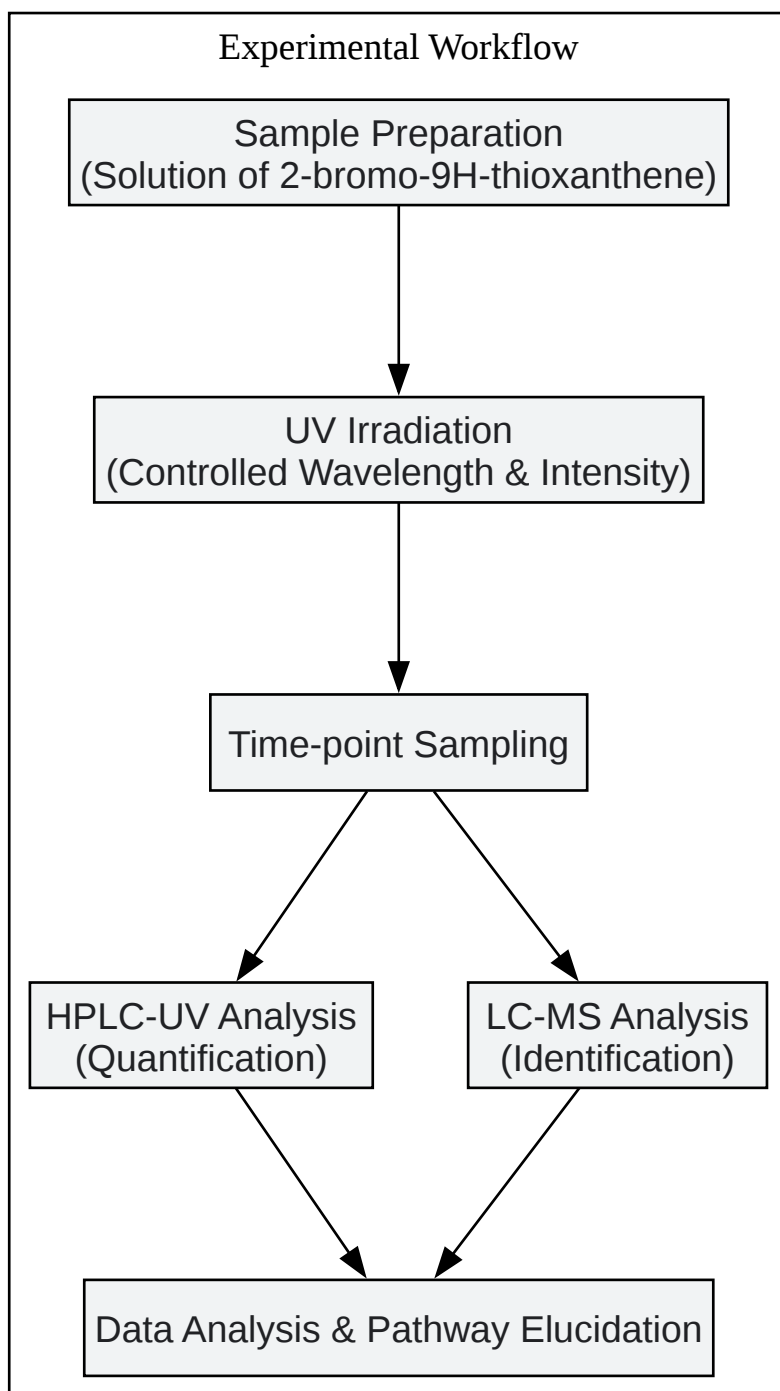 Experimental Workflow
Sample Preparation
(Solution of 2-bromo-9H-thioxanthene)
UV Irradiation
(Controlled Wavelength & Intensity)
Time-point Sampling
HPLC-UV Analysis
(Quantification)
LC-MS Analysis
(Identification)
Data Analysis & Pathway Elucidation